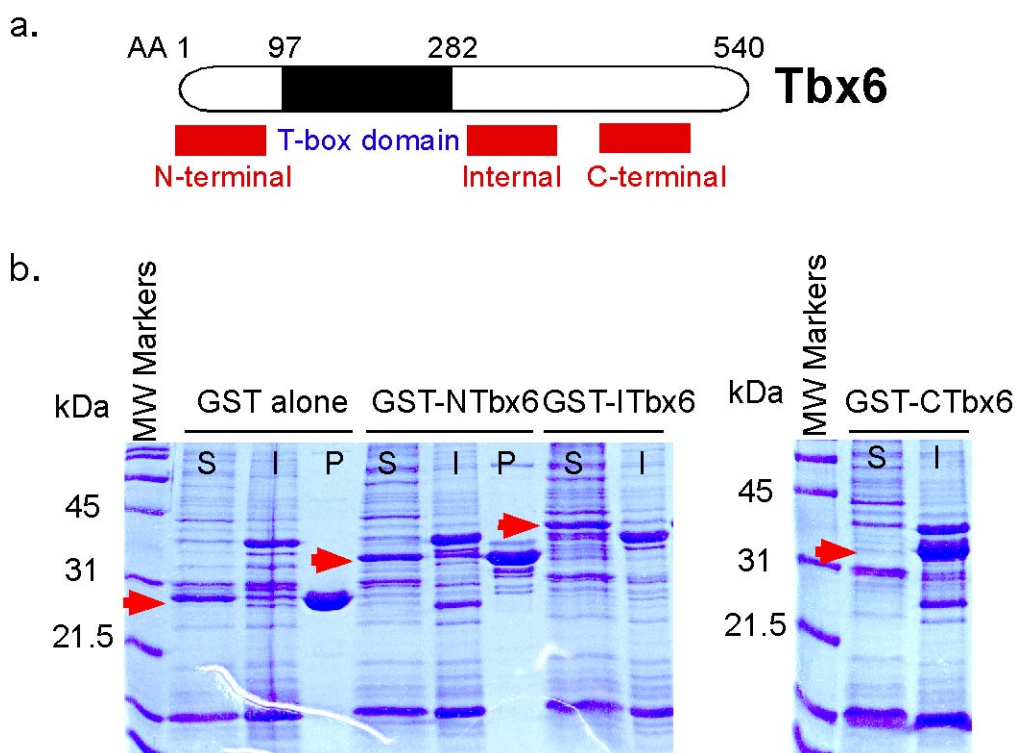 a.
AA 1 97 282 540
Tbx6
T-box domain
N-terminal Internal C-terminal
b.
MW Markers
kDa
GST alone GST-NTbx6 GST-ITbx6
S I P S I P S I
45
31
21.5
MW Markers
kDa
GST-CTbx6
S I
45
31
21.5